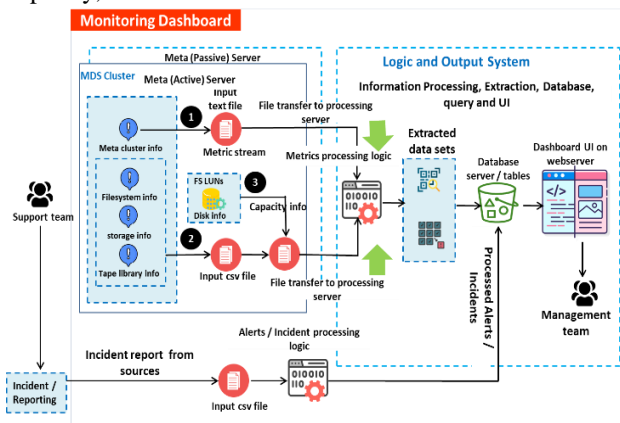 Monitoring Dashboard
Meta (Passive) Server
MDS Cluster
Meta (Active) Server
Logic and Output System
Information Processing, Extraction, Database,
query and UI
Input
text file
1
Meta cluster info
Metric stream
File transfer to processing
server
Metrics processing logic
Extracted
data sets
Database
server / tables
Dashboard UI on
webserver
Filesystem info
storage info
Tape library info
FS LUNs
Disk info
3
Capacity info
2
Input csv file
File transfer to processing
server
010010
110
</>
Support team
Management
team
Processed Alerts /
Incidents
Alerts / Incident processing
logic
Incident report from
sources
Incident /
Reporting
Input csv file
010010
110